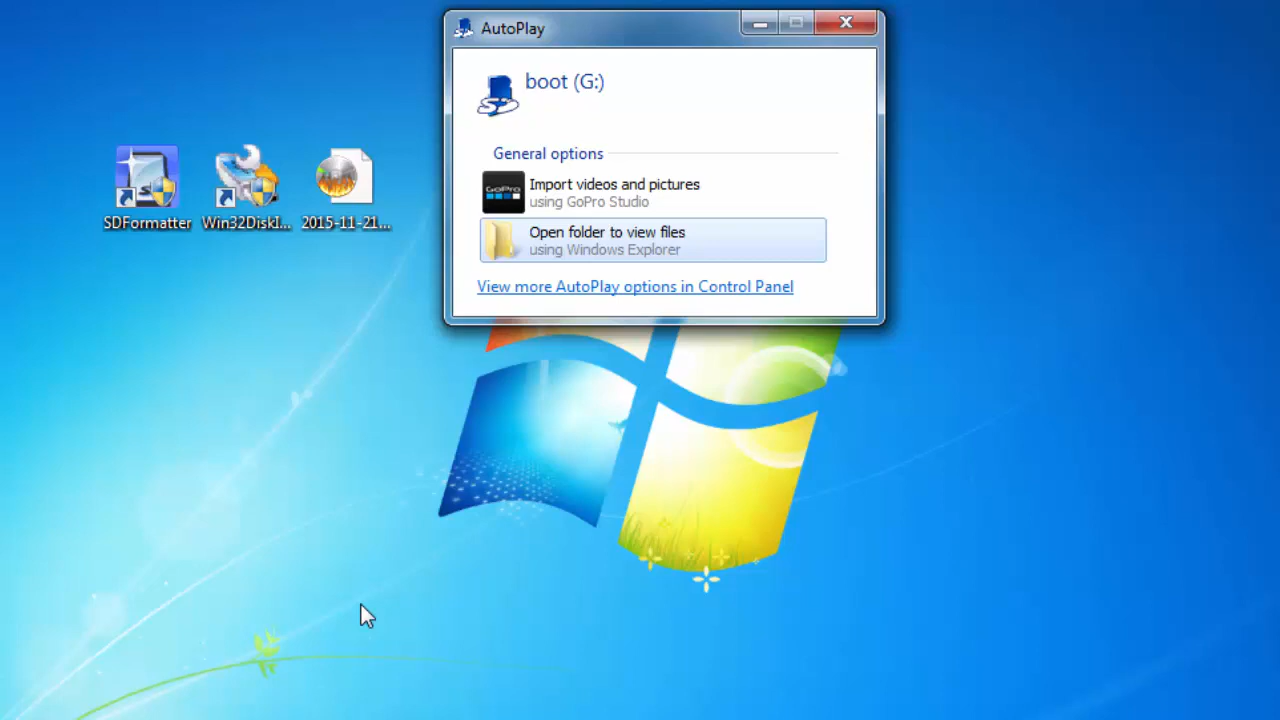 AutoPlay
boot (G:)
General options
GoPro
Import videos and pictures
using GoPro Studio
Open folder to view files
using Windows Explorer
View more AutoPlay options in Control Panel
SDFormatter
Win32DiskI...
2015-11-21...